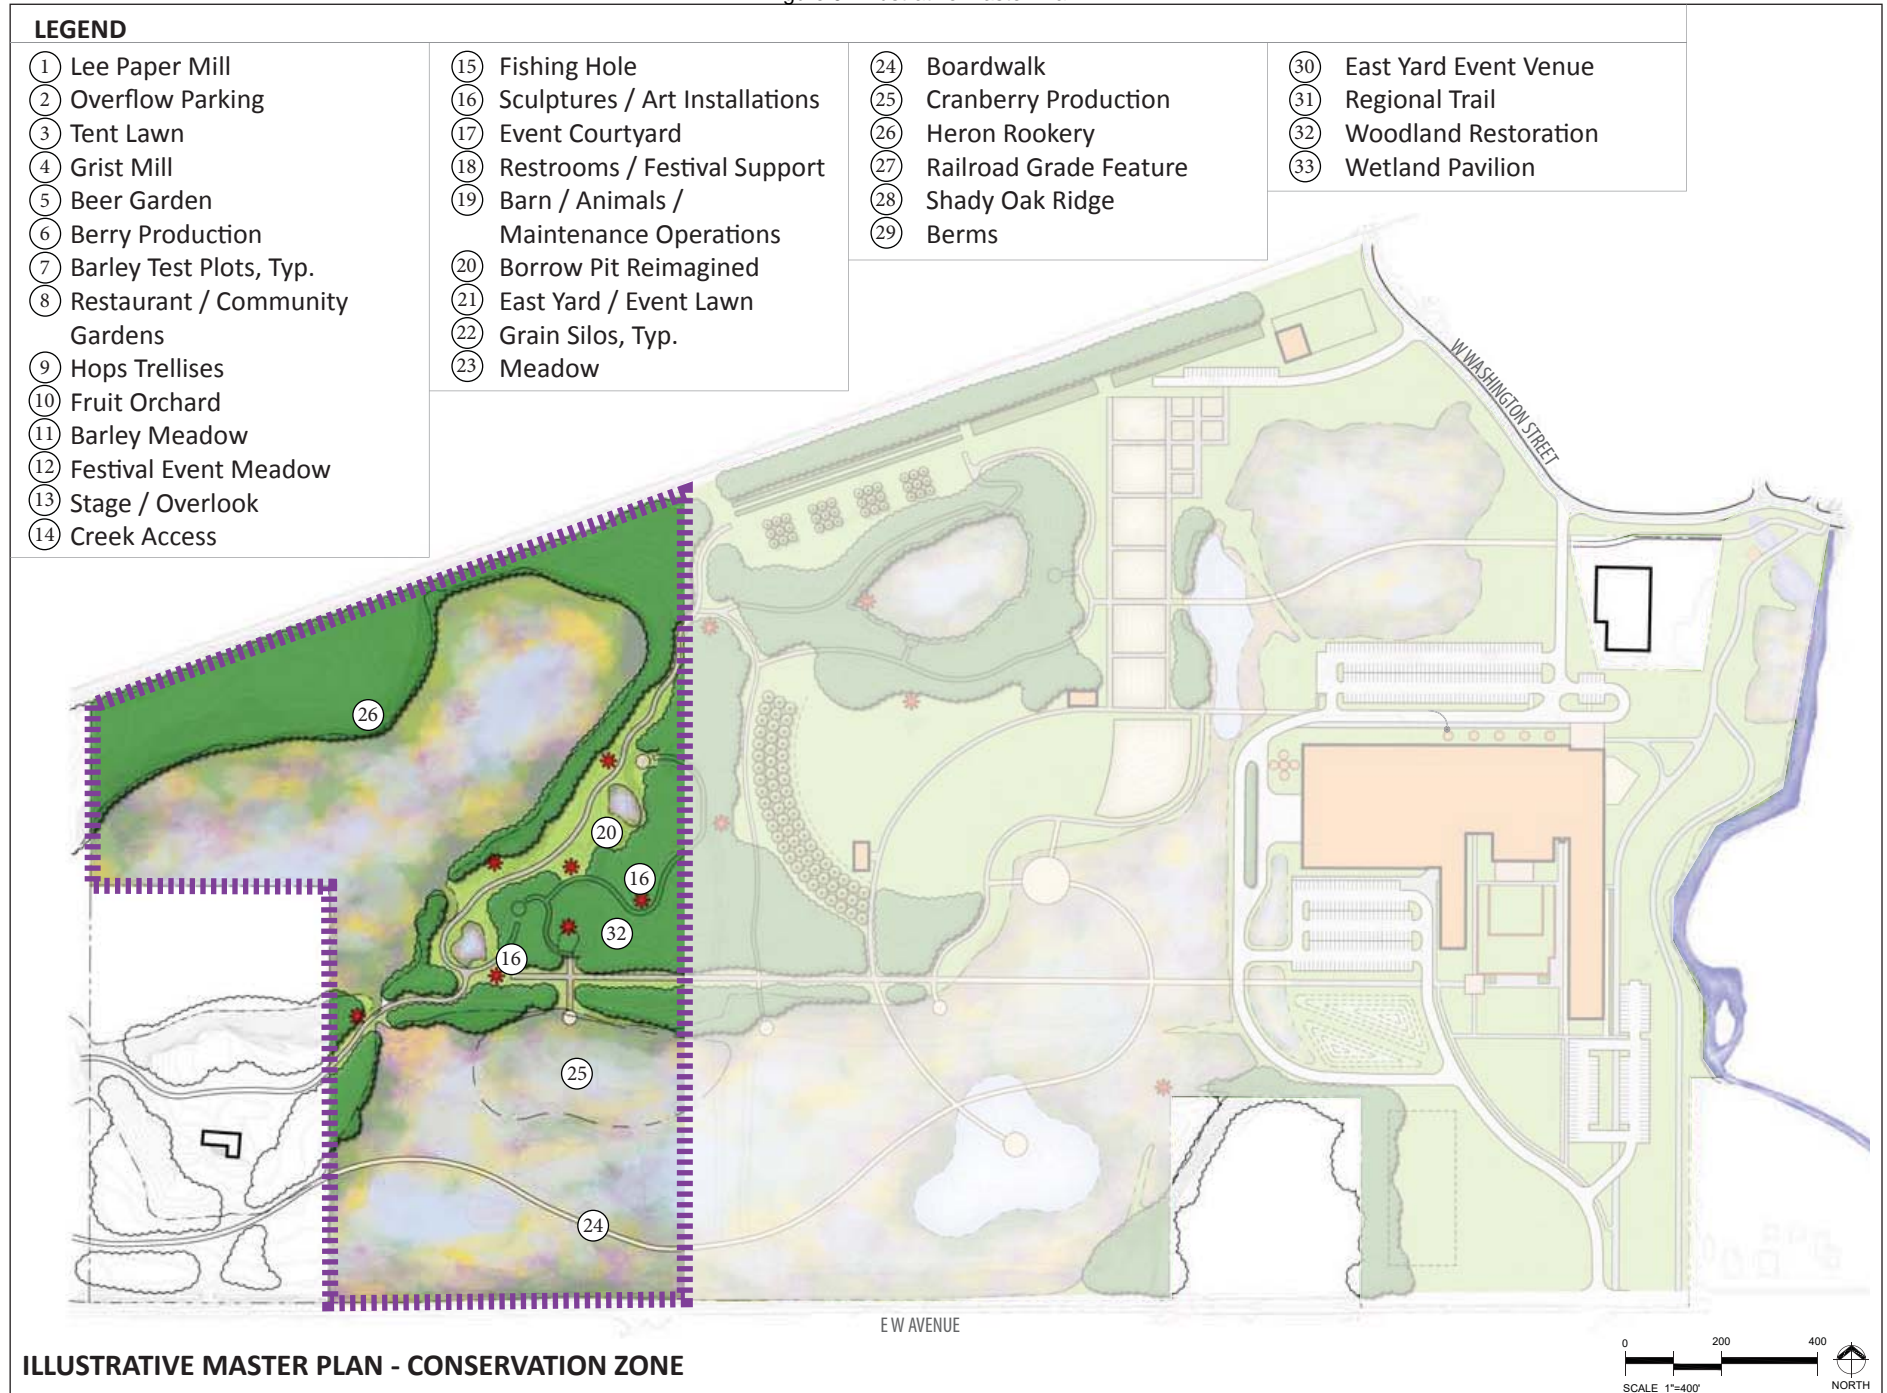 LEGEND
1 Lee Paper Mill
2 Overflow Parking
3 Tent Lawn
4 Grist Mill
5 Beer Garden
6 Berry Production
7 Barley Test Plots, Typ.
8 Restaurant / Community
Gardens
9 Hops Trellises
10 Fruit Orchard
11 Barley Meadow
12 Festival Event Meadow
13 Stage / Overlook
14 Creek Access
15 Fishing Hole
16 Sculptures / Art Installations
17 Event Courtyard
18 Restrooms / Festival Support
19 Barn / Animals /
Maintenance Operations
20 Borrow Pit Reimagined
21 East Yard / Event Lawn
22 Grain Silos, Typ.
23 Meadow
24 Boardwalk
25 Cranberry Production
26 Heron Rookery
27 Railroad Grade Feature
28 Shady Oak Ridge
29 Berms
30 East Yard Event Venue
31 Regional Trail
32 Woodland Restoration
33 Wetland Pavilion
W WASHINGTON STREET
26
20
16
32
16
25
24
E W AVENUE
ILLUSTRATIVE MASTER PLAN - CONSERVATION ZONE
0 200 400
SCALE 1"=400'
NORTH